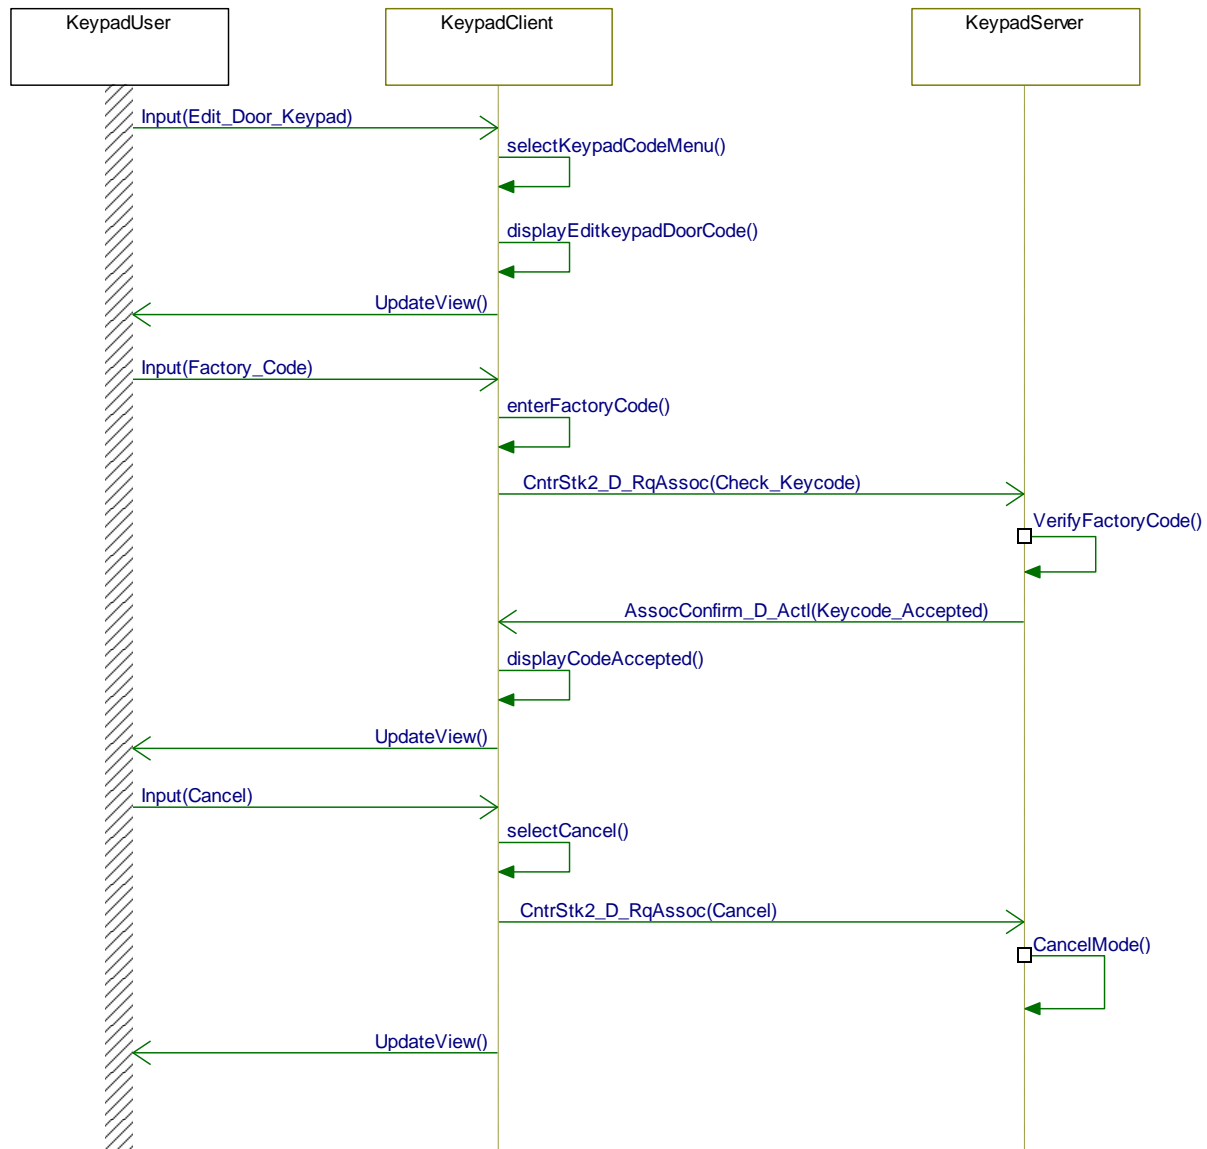 KeypadUser
KeypadClient
KeypadServer
Input(Edit_Door_Keypad)
selectKeypadCodeMenu()
displayEditkeypadDoorCode()
UpdateView()
Input(Factory_Code)
enterFactoryCode()
CntrStk2_D_RqAssoc(Check_Keycode)
VerifyFactoryCode()
AssocConfirm_D_Actl(Keycode_Accepted)
displayCodeAccepted()
UpdateView()
Input(Cancel)
selectCancel()
CntrStk2_D_RqAssoc(Cancel)
CancelMode()
UpdateView()